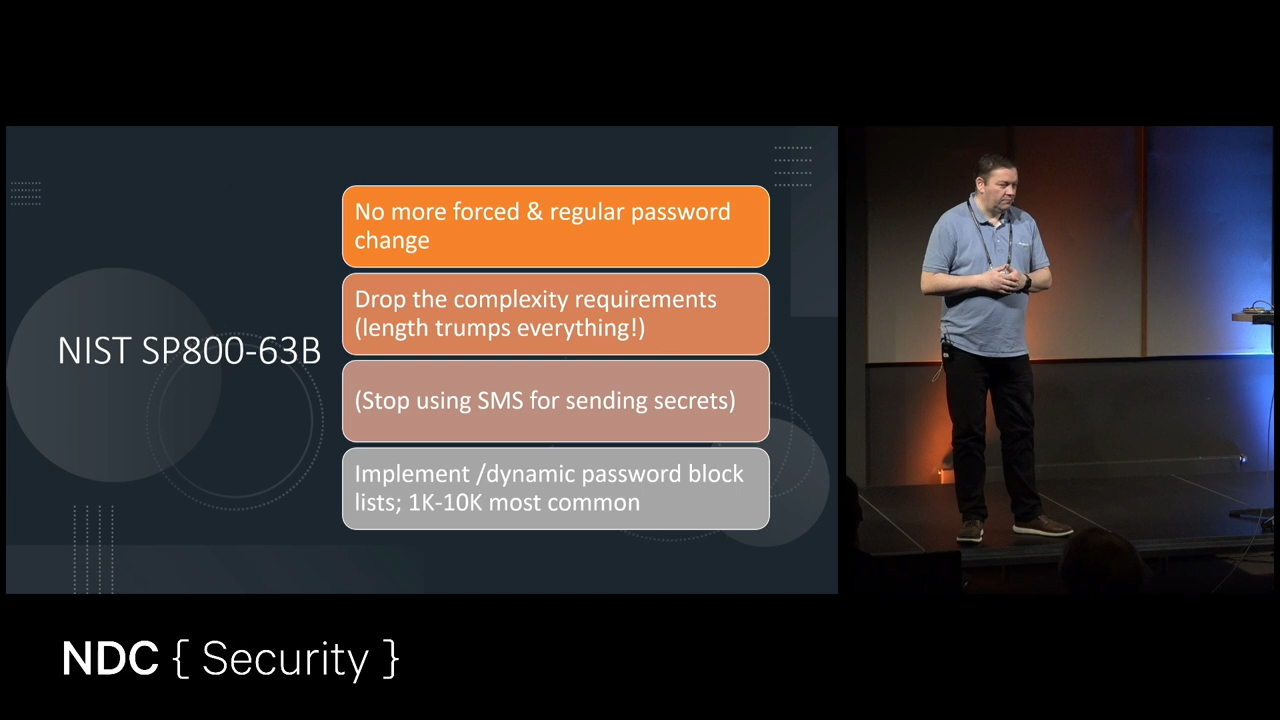 NIST SP800-63B
No more forced & regular password
change
Drop the complexity requirements
(length trumps everything!)
(Stop using SMS for sending secrets)
Implement /dynamic password block
lists; 1K-10K most common
NDC { Security }